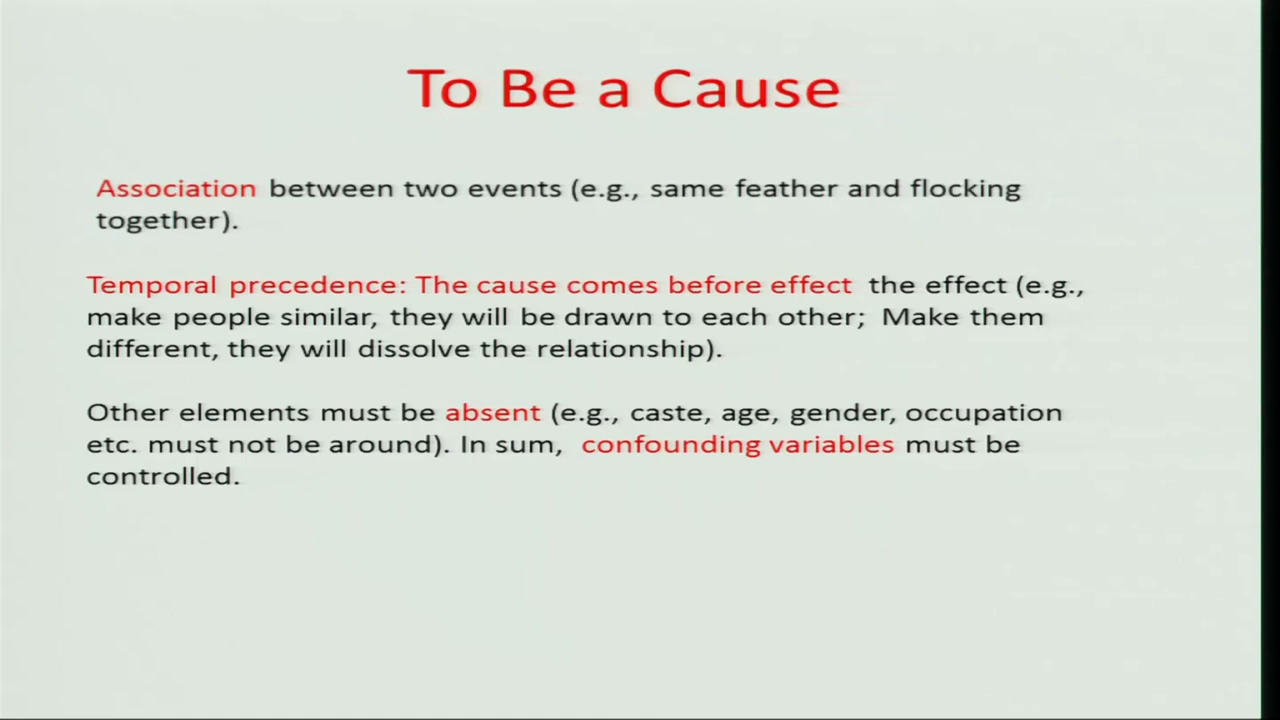 To Be a Cause
Association between two events (e.g., same feather and flocking
together).
Temporal precedence: The cause comes before effect the effect (e.g.,
make people similar, they will be drawn to each other; Make them
different, they will dissolve the relationship).
Other elements must be absent (e.g., caste, age, gender, occupation
etc. must not be around). In sum, confounding variables must be
controlled.